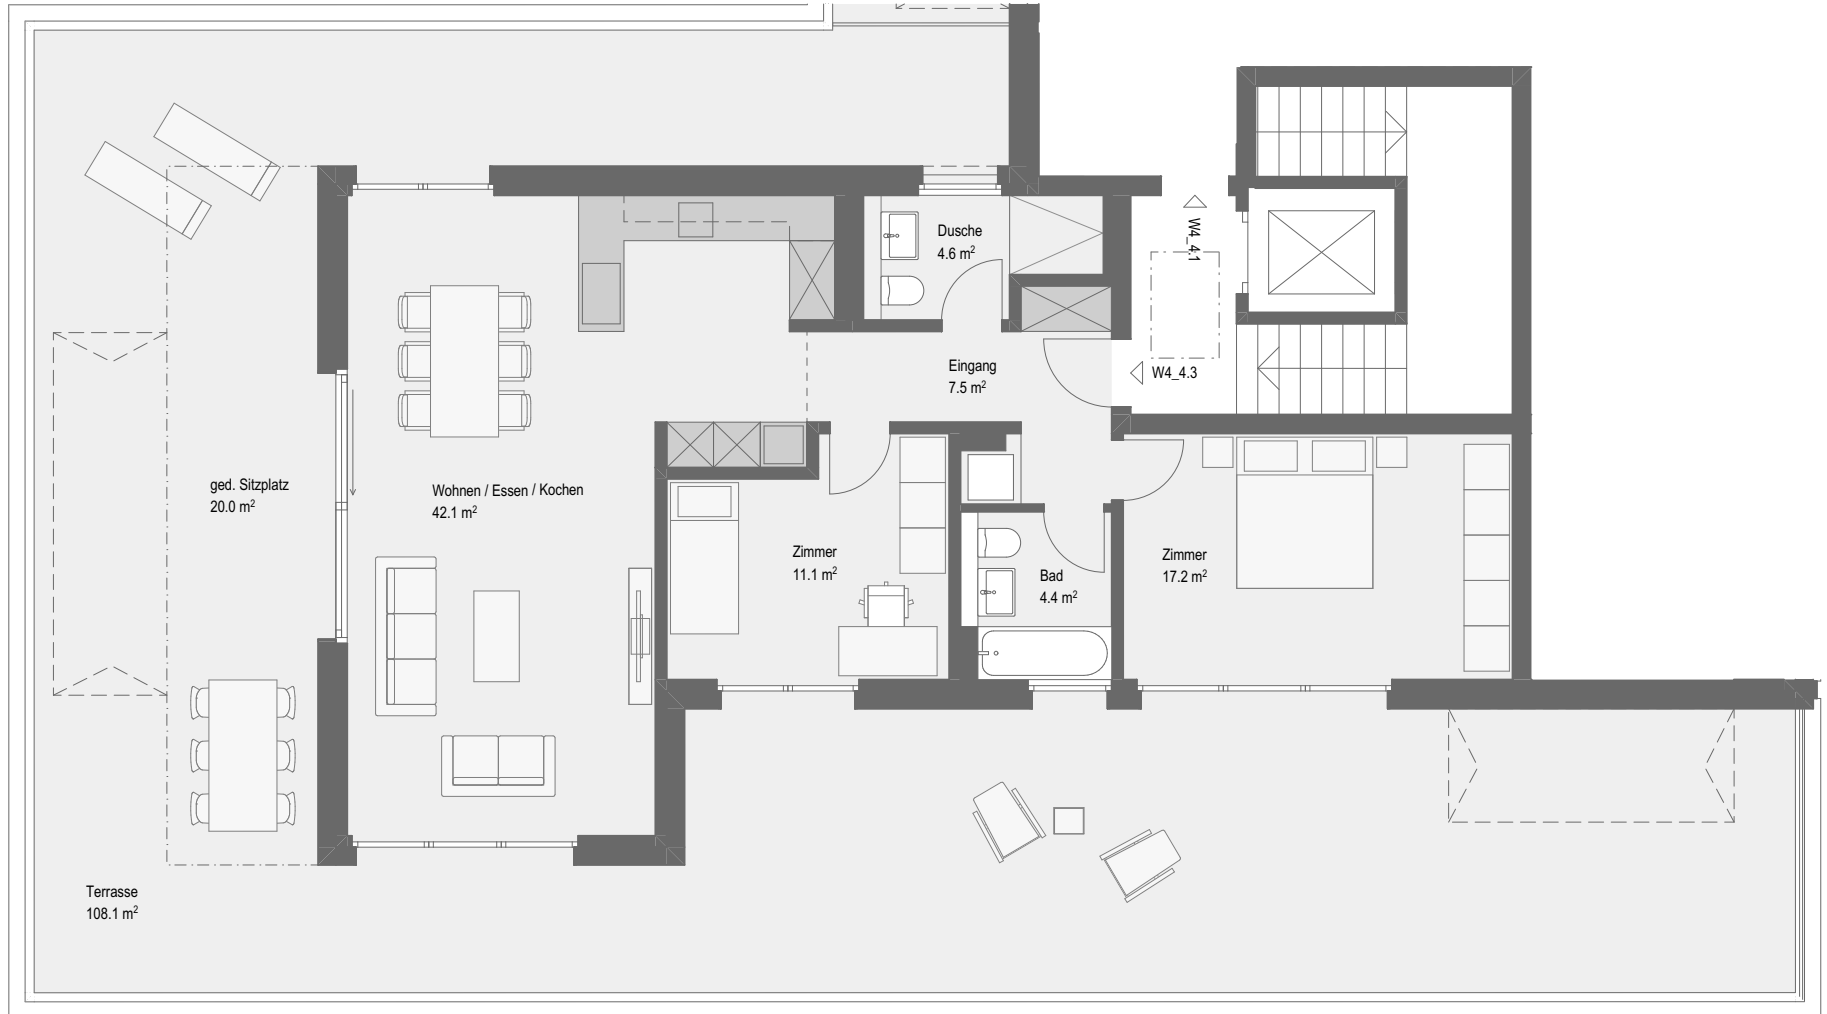 Dusche
4.6 m²
W4_4.1
Eingang
7.5 m²
W4_4.3
ged. Sitzplatz
20.0 m²
Wohnen / Essen / Kochen
42.1 m²
Zimmer
11.1 m²
Bad
4.4 m²
Zimmer
17.2 m²
Terrasse
108.1 m²